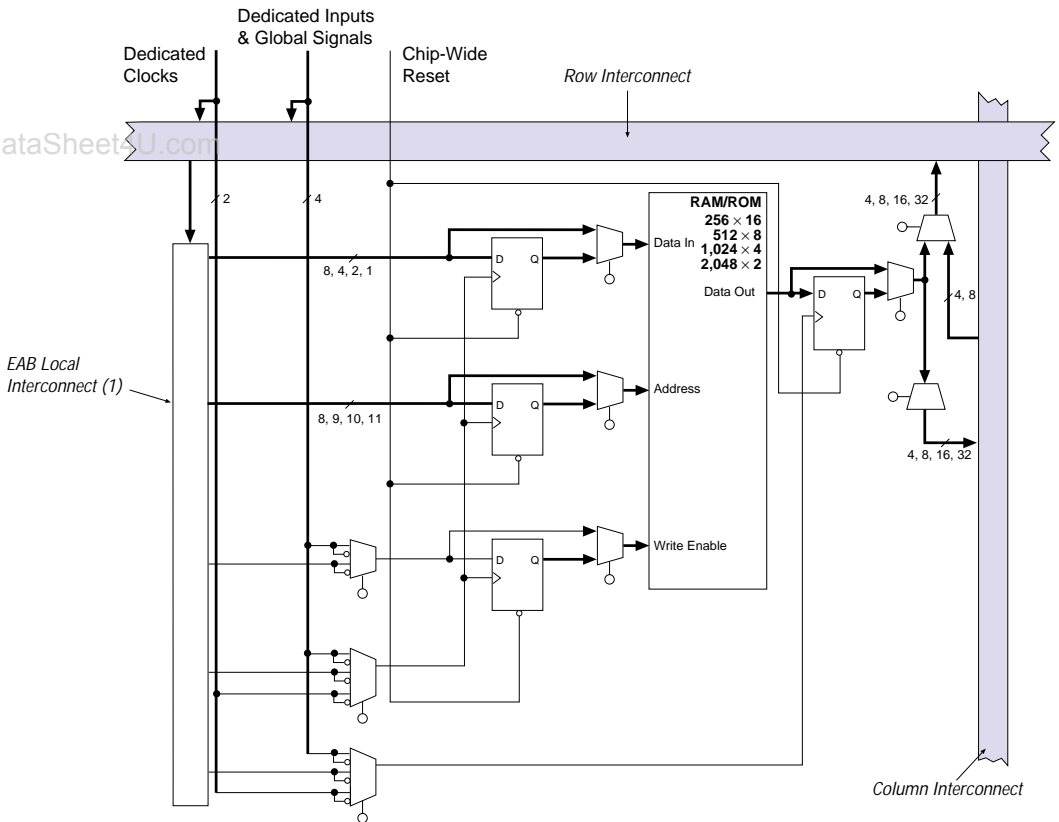 Dedicated Inputs
& Global Signals
Dedicated
Clocks
Chip-Wide
Reset
Row Interconnect
ataSheet4U.com
2
4
4, 8, 16, 32
RAM/ROM
256 × 16
512 × 8
1,024 × 4
2,048 × 2
Data In
D Q
8, 4, 2, 1
Data Out
D Q
4, 8
EAB Local
Interconnect (1)
Address
D Q
8, 9, 10, 11
4, 8, 16, 32
Write Enable
D Q
Column Interconnect